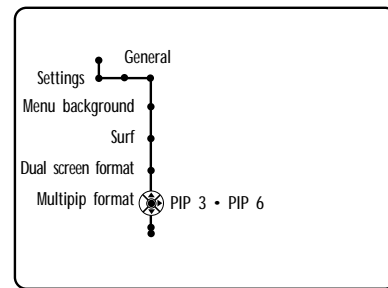 General
Settings
Menu background
Surf
Dual screen format
Multipip format PIP 3 • PIP 6